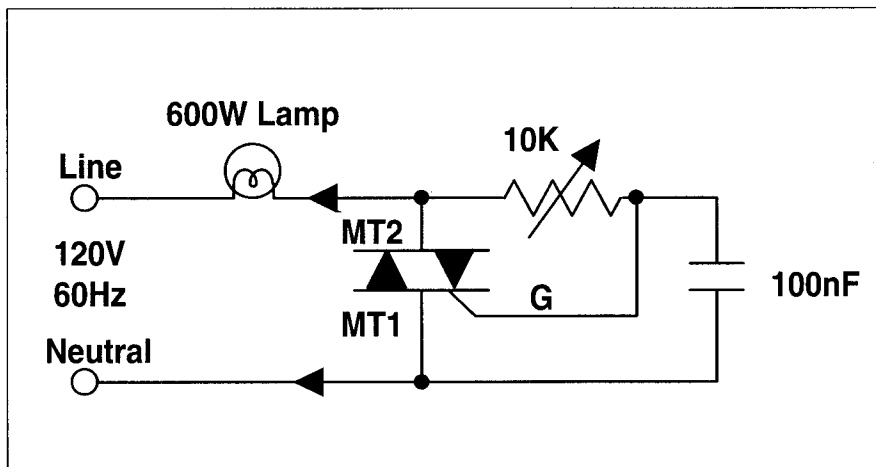 600W Lamp
10K
Line
MT2
120V
60Hz
100nF
G
MT1
Neutral